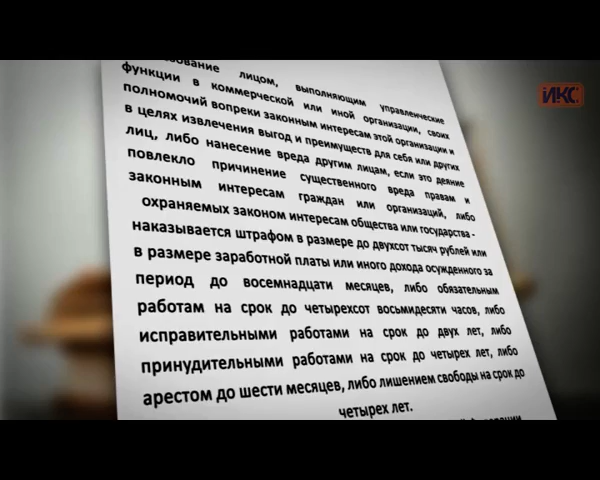 лицом, выполняющим управленческие
функции в коммерческой или иной организации, своих
полномочий вопреки законным интересам этой организации и
в целях извлечения выгод и преимуществ для себя или других
лиц, либо нанесение вреда другим лицам, если это деяние
повлекло причинение существенного вреда правам и
законным интересам граждан или организаций, либо
охраняемых законом интересам общества или государства -
наказывается штрафом в размере до двухсот тысяч рублей или
в размере заработной платы или иного дохода осужденного за
период до восемнадцати месяцев, либо обязательным
работам на срок до четырехсот восьмидесяти часов, либо
исправительными работами на срок до двух лет, либо
принудительными работами на срок до четырех лет, либо
арестом до шести месяцев, либо лишением свободы на срок до
четырех лет.
ИКС